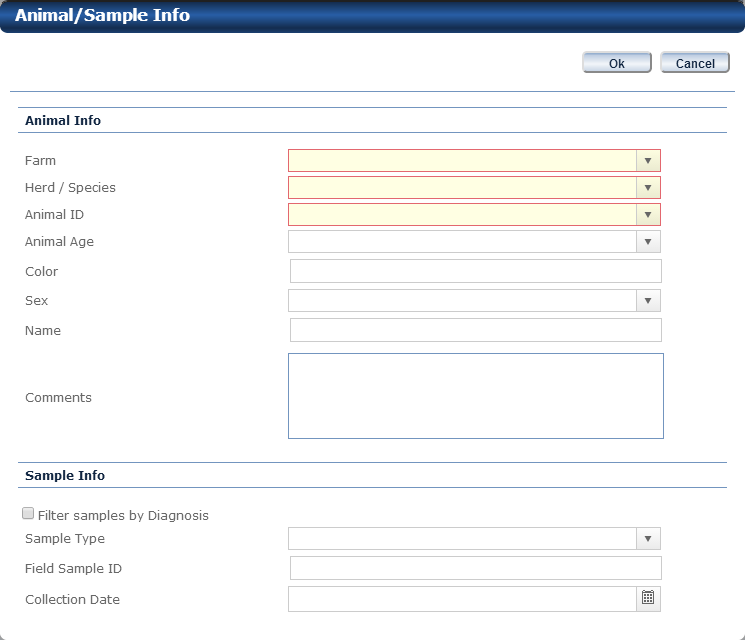 Animal/Sample Info
Ok Cancel
Animal Info
Farm
Herd / Species
Animal ID
Animal Age
Color
Sex
Name
Comments
Sample Info
Filter samples by Diagnosis
Sample Type
Field Sample ID
Collection Date